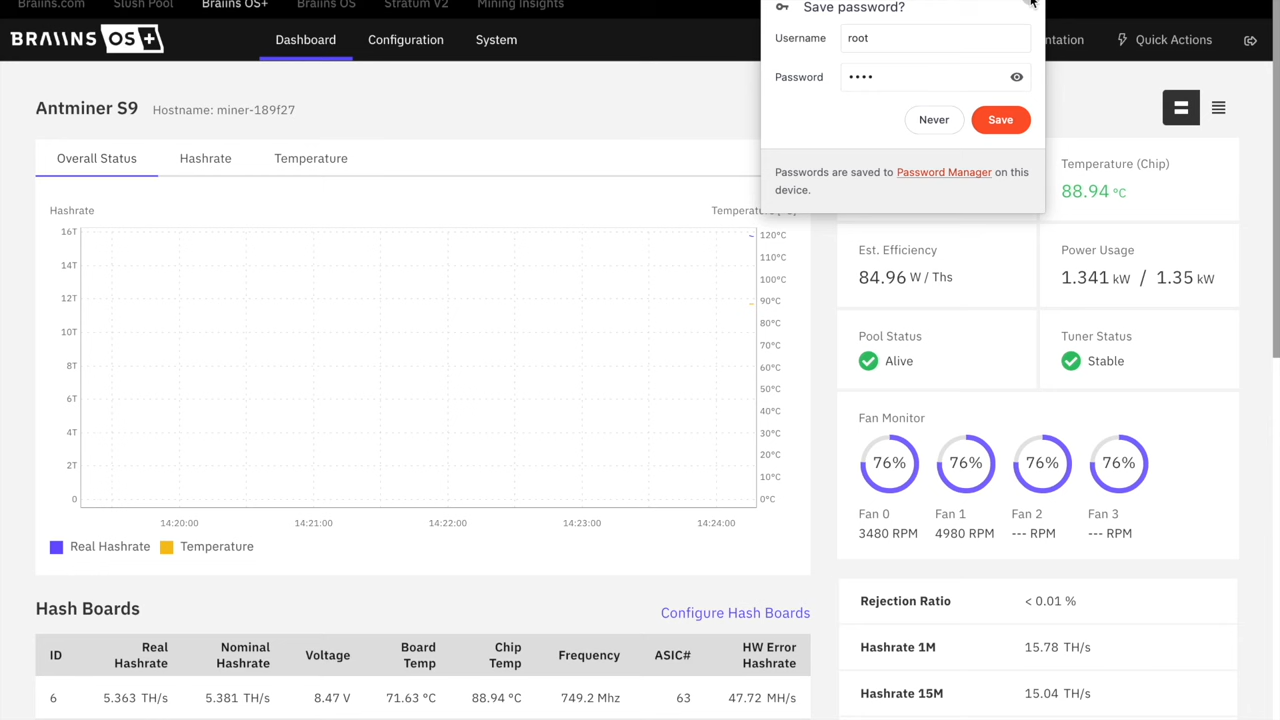 Braiins.com Slush Pool Braiins OS+ Braiins OS Stratum V2 Mining Insights
BRAIINS OS+ Dashboard Configuration System Quick Actions
Save password?
Username root
Password ••••
Never Save
Passwords are saved to Password Manager on this
device.
Antminer S9 Hostname: miner-189f27
Overall Status Hashrate Temperature
Hashrate
16T
14T
12T
10T
8T
6T
4T
2T
0
120°C
110°C
100°C
90°C
80°C
70°C
60°C
50°C
40°C
30°C
20°C
10°C
0°C
14:20:00 14:21:00 14:22:00 14:23:00 14:24:00
Real Hashrate Temperature
Temperature (Chip)
88.94 °C
Est. Efficiency
84.96 W / Ths
Power Usage
1.341 kW / 1.35 kW
Pool Status
Alive
Tuner Status
Stable
Fan Monitor
76% 76% 76% 76%
Fan 0 Fan 1 Fan 2 Fan 3
3480 RPM 4980 RPM --- RPM --- RPM
Hash Boards Configure Hash Boards
ID Real Hashrate Nominal Hashrate Voltage Board Temp Chip Temp Frequency ASIC# HW Error Hashrate
6 5.363 TH/s 5.381 TH/s 8.47 V 71.63 °C 88.94 °C 749.2 Mhz 63 47.72 MH/s
Rejection Ratio < 0.01 %
Hashrate 1M 15.78 TH/s
Hashrate 15M 15.04 TH/s